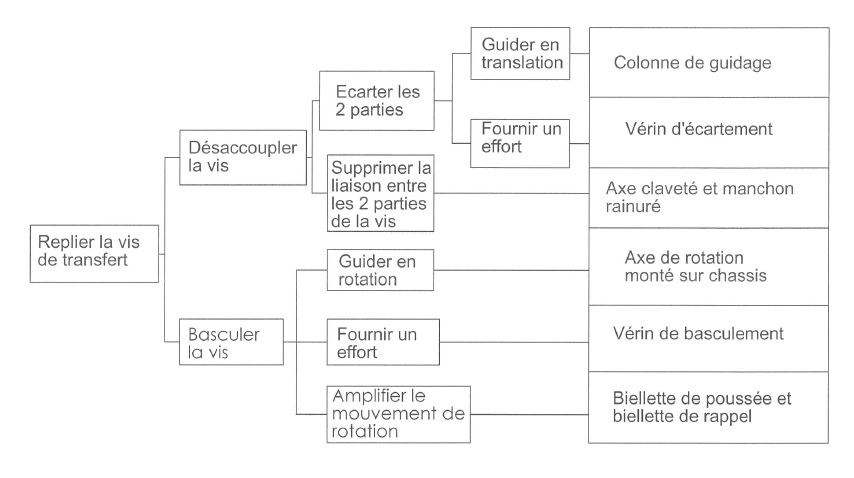 Guider en
translation
Colonne de guidage
Ecarter les
2 parties
Fournir un
effort
Vérin d'écartement
Désaccoupler
la vis
Supprimer la
liaison entre
les 2 parties
de la vis
Axe claveté et manchon
rainuré
Replier la vis
de transfert
Guider en
rotation
Axe de rotation
monté sur chassis
Basculer
la vis
Fournir un
effort
Vérin de basculement
Amplifier le
mouvement de
rotation
Biellette de poussée et
biellette de rappel